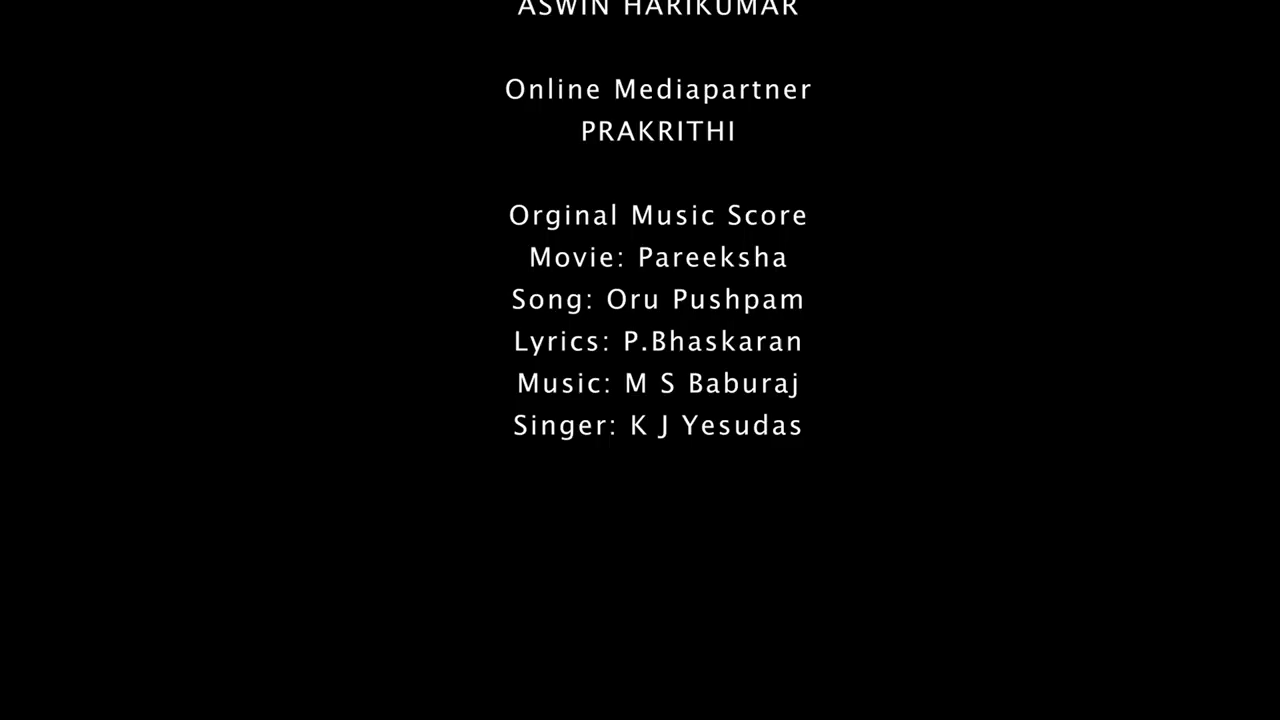 ASWIN HARIKUMAR
Online Mediapartner
PRAKRITHI
Orginal Music Score
Movie: Pareeksha
Song: Oru Pushpam
Lyrics: P.Bhaskaran
Music: M S Baburaj
Singer: K J Yesudas